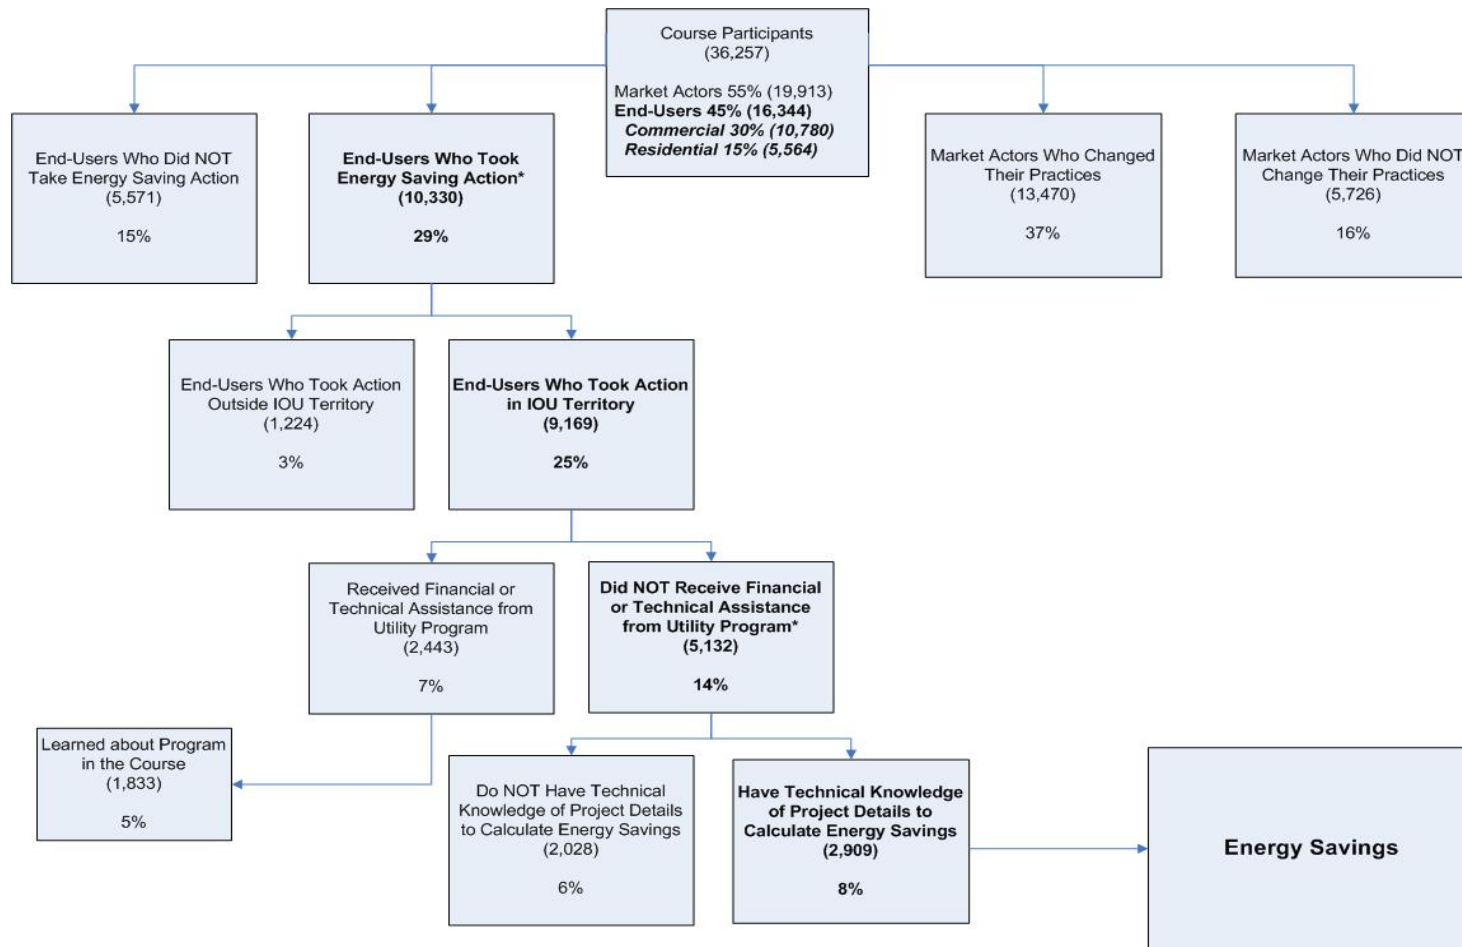 Course Participants
(36,257)
Market Actors 55% (19,913)
End-Users 45% (16,344)
Commercial 30% (10,780)
Residential 15% (5,564)
End-Users Who Did NOT
Take Energy Saving Action
(5,571)
15%
End-Users Who Took
Energy Saving Action*
(10,330)
29%
Market Actors Who Changed
Their Practices
(13,470)
37%
Market Actors Who Did NOT
Change Their Practices
(5,726)
16%
End-Users Who Took Action
Outside IOU Territory
(1,224)
3%
End-Users Who Took Action
in IOU Territory
(9,169)
25%
Received Financial or
Technical Assistance from
Utility Program
(2,443)
7%
Did NOT Receive Financial
or Technical Assistance
from Utility Program*
(5,132)
14%
Learned about Program
in the Course
(1,833)
5%
Do NOT Have Technical
Knowledge of Project Details
to Calculate Energy Savings
(2,028)
6%
Have Technical Knowledge
of Project Details to
Calculate Energy Savings
(2,909)
8%
Energy Savings